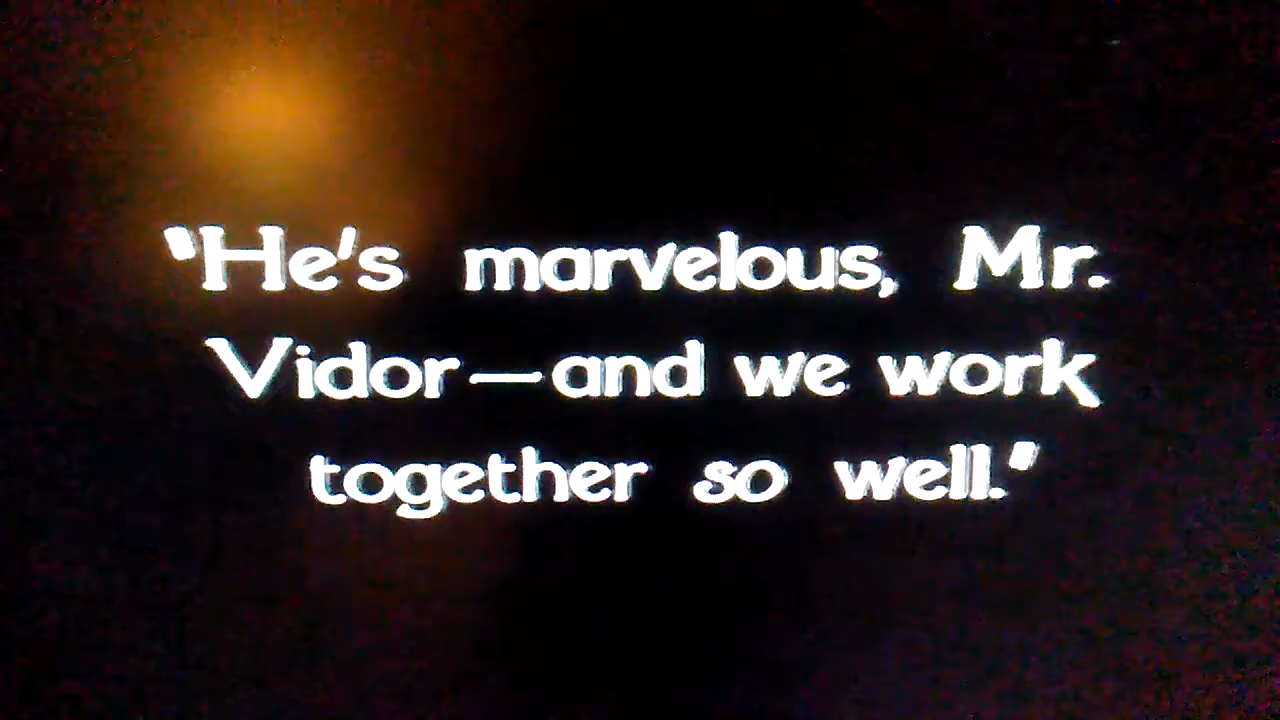 "He's marvelous, Mr.
Vidor—and we work
together so well."